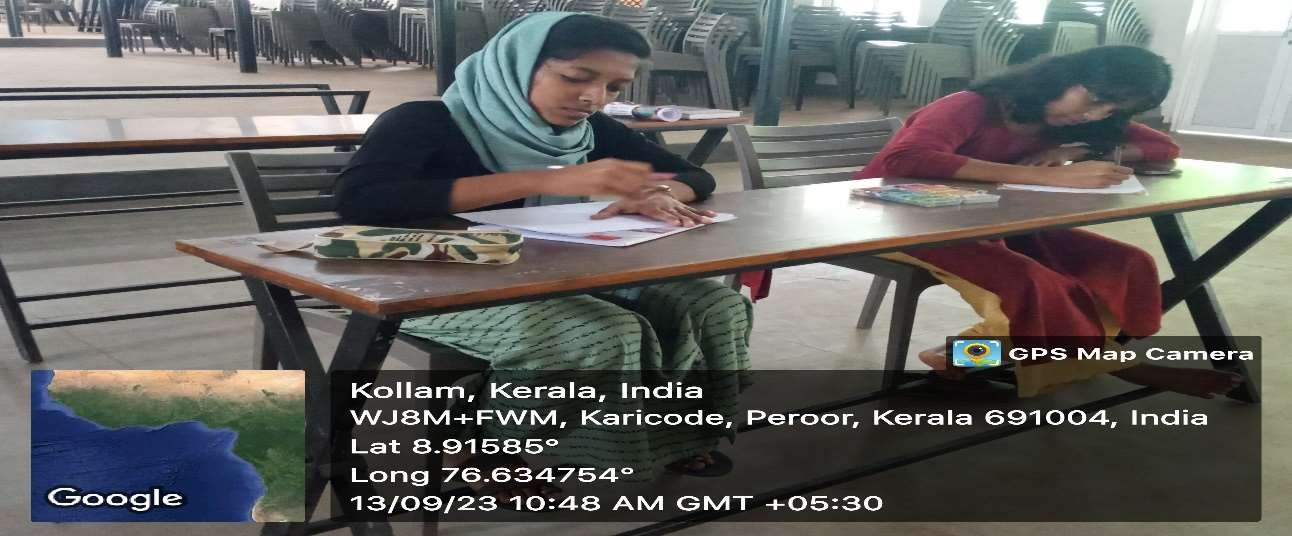 GPS Map Camera
Kollam, Kerala, India
WJ8M+FWM, Karicode, Peroor, Kerala 691004, India
Lat 8.91585°
Long 76.634754°
13/09/23 10:48 AM GMT +05:30
Google